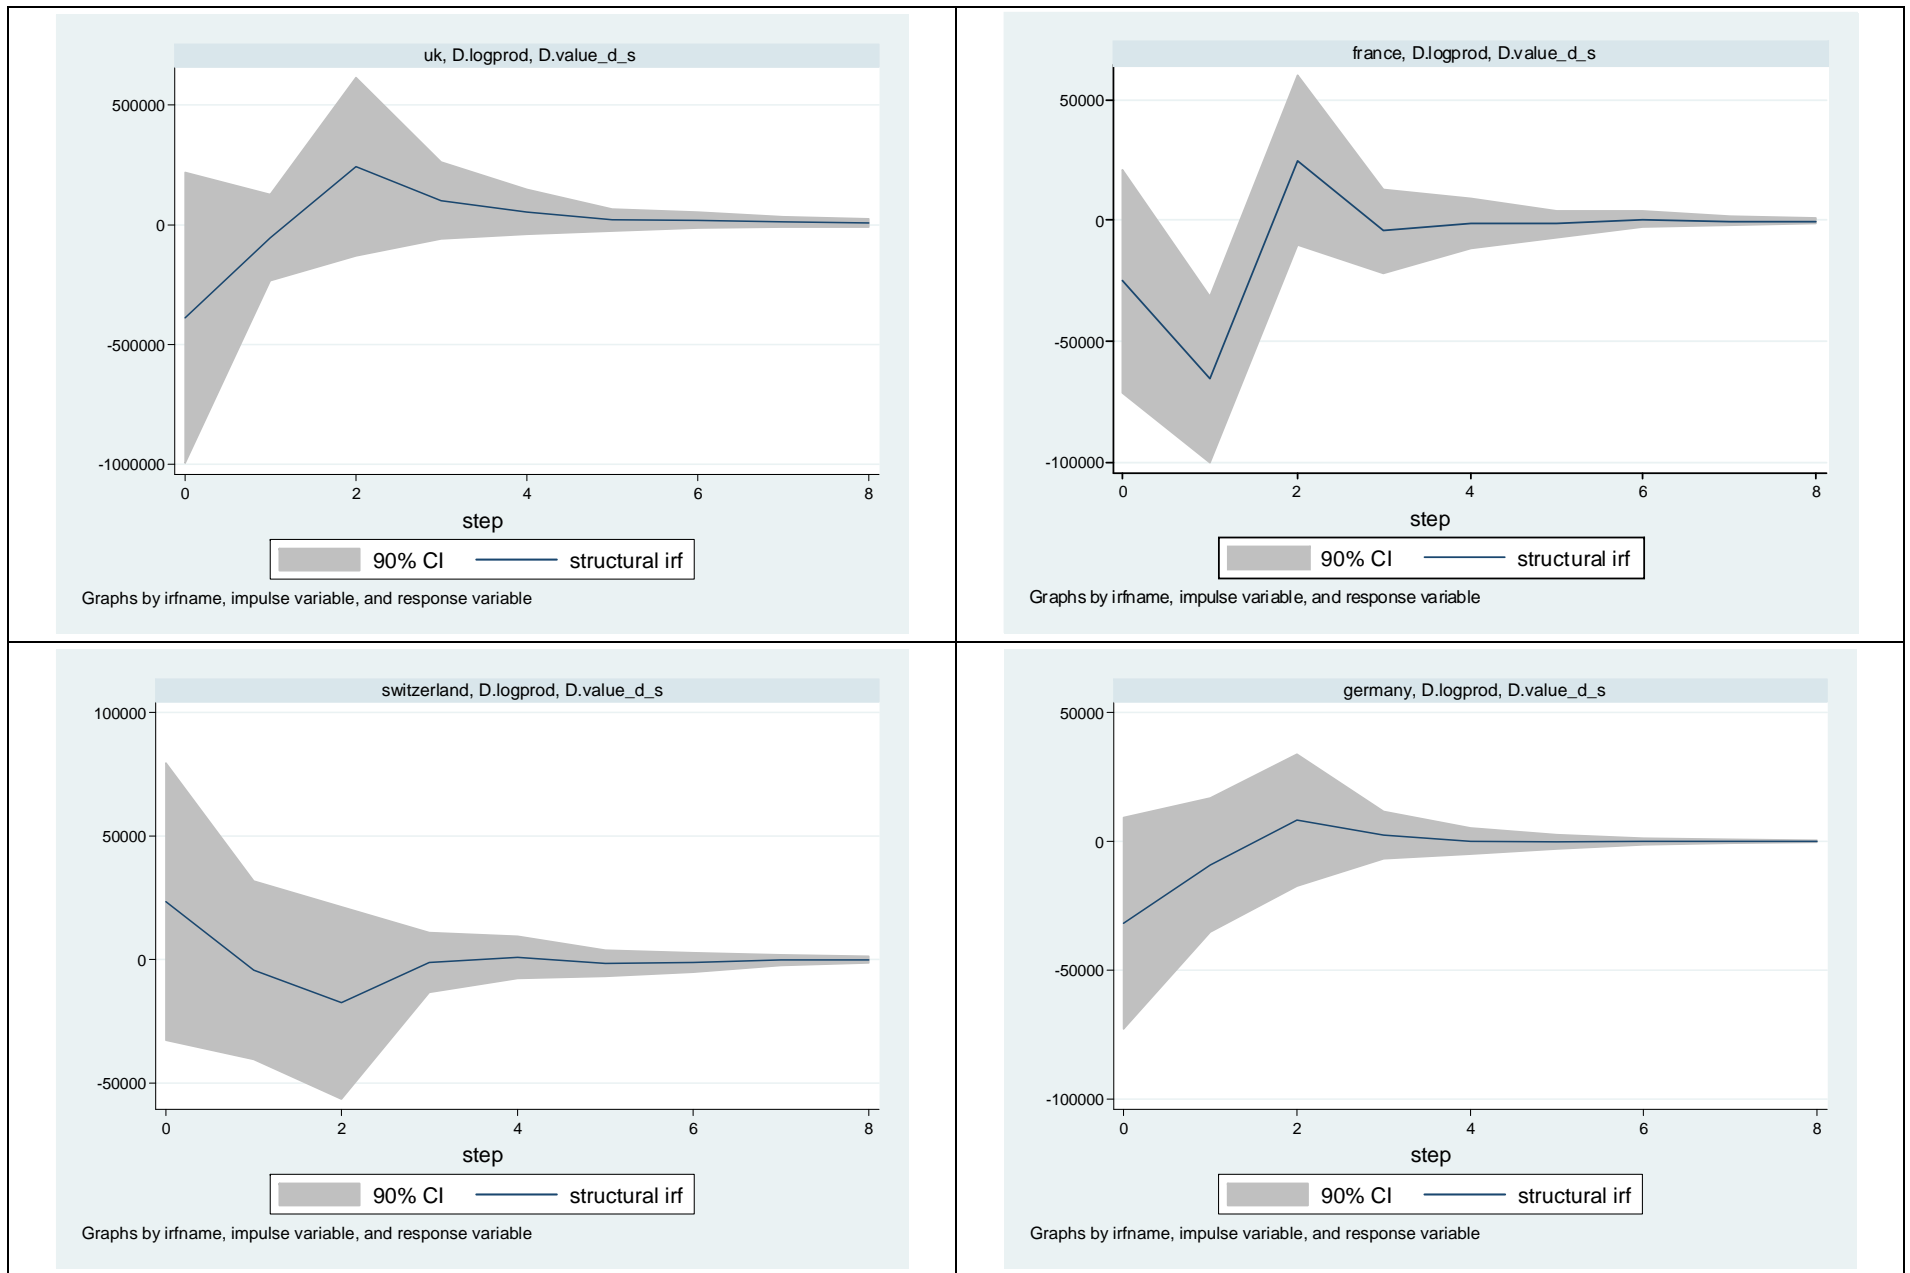 uk, D.logprod, D.value_d_s
500000
0
-500000
-1000000
0 2 4 6 8
step
90% CI structural irf
Graphs by irfname, impulse variable, and response variable
france, D.logprod, D.value_d_s
50000
0
-50000
-100000
0 2 4 6 8
step
90% CI structural irf
Graphs by irfname, impulse variable, and response variable
switzerland, D.logprod, D.value_d_s
100000
50000
0
-50000
0 2 4 6 8
step
90% CI structural irf
Graphs by irfname, impulse variable, and response variable
germany, D.logprod, D.value_d_s
50000
0
-50000
-100000
0 2 4 6 8
step
90% CI structural irf
Graphs by irfname, impulse variable, and response variable